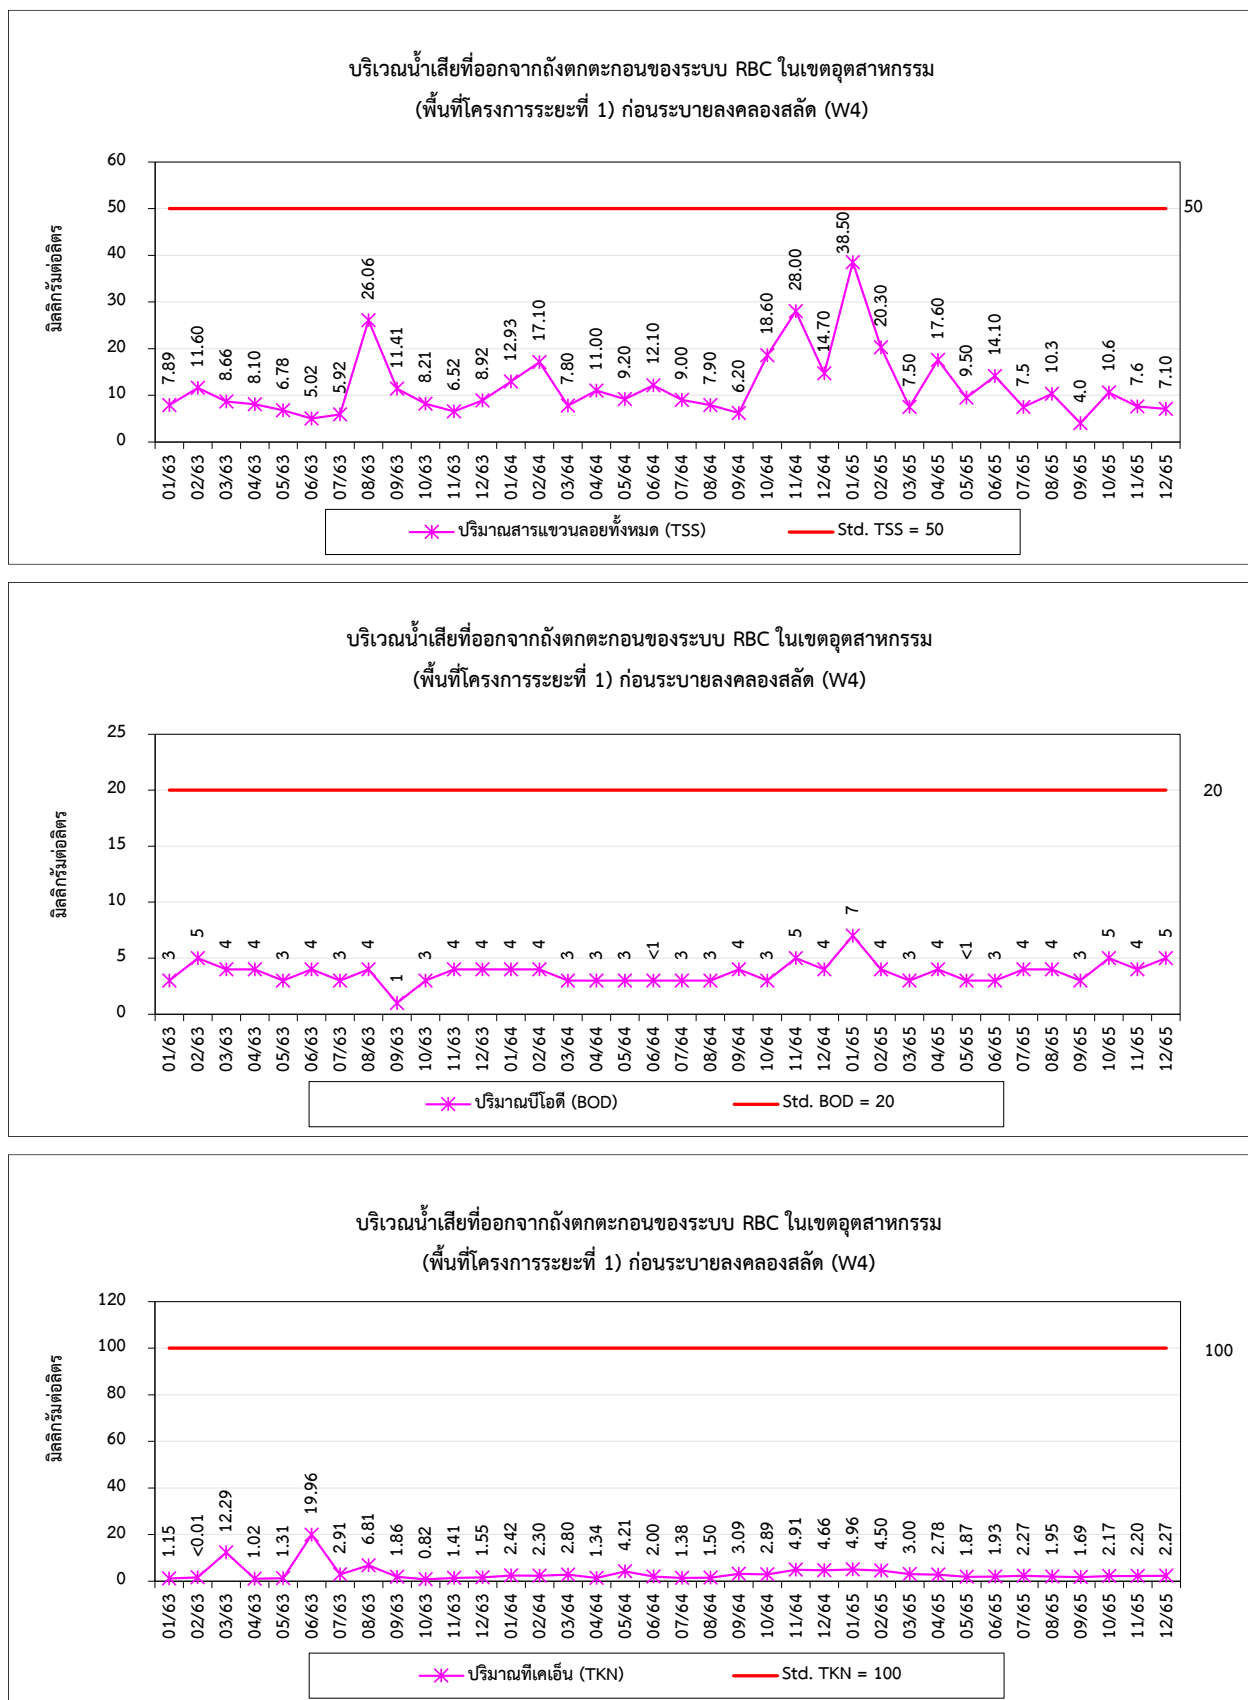 บริเวณน้ำเสียที่ออกจากถังตกตะกอนของระบบ RBC ในเขตอุตสาหกรรม
(พื้นที่โครงการระยะที่ 1) ก่อนระบายลงคลองสลัด (W4)
มิลลิกรัมต่อลิตร
60
50
40
30
20
10
0
50
7.89 11.60 8.66 8.10 6.78 5.02 5.92 26.06 11.41 8.21 6.52 8.92 12.93 17.10 7.80 11.00 9.20 12.10 9.00 7.90 6.20 18.60 28.00 14.70 38.50 20.30 7.50 17.60 9.50 14.10 7.5 10.3 4.0 10.6 7.6 7.10
01/63 02/63 03/63 04/63 05/63 06/63 07/63 08/63 09/63 10/63 11/63 12/63 01/64 02/64 03/64 04/64 05/64 06/64 07/64 08/64 09/64 10/64 11/64 12/64 01/65 02/65 03/65 04/65 05/65 06/65 07/65 08/65 09/65 10/65 11/65 12/65
ปริมาณสารแขวนลอยทั้งหมด (TSS) Std. TSS = 50
บริเวณน้ำเสียที่ออกจากถังตกตะกอนของระบบ RBC ในเขตอุตสาหกรรม
(พื้นที่โครงการระยะที่ 1) ก่อนระบายลงคลองสลัด (W4)
มิลลิกรัมต่อลิตร
25
20
15
10
5
0
20
3 5 4 4 3 4 3 4 1 3 4 4 4 4 3 3 3 <1 3 3 4 3 5 4 7 4 3 4 <1 3 4 4 3 5 4 5
01/63 02/63 03/63 04/63 05/63 06/63 07/63 08/63 09/63 10/63 11/63 12/63 01/64 02/64 03/64 04/64 05/64 06/64 07/64 08/64 09/64 10/64 11/64 12/64 01/65 02/65 03/65 04/65 05/65 06/65 07/65 08/65 09/65 10/65 11/65 12/65
ปริมาณบีโอดี (BOD) Std. BOD = 20
บริเวณน้ำเสียที่ออกจากถังตกตะกอนของระบบ RBC ในเขตอุตสาหกรรม
(พื้นที่โครงการระยะที่ 1) ก่อนระบายลงคลองสลัด (W4)
มิลลิกรัมต่อลิตร
120
100
80
60
40
20
0
100
1.15 <0.01 12.29 1.02 1.31 19.96 2.91 6.81 1.86 0.82 1.41 1.55 2.42 2.30 2.80 1.34 4.21 2.00 1.38 1.50 3.09 2.89 4.91 4.66 4.96 4.50 3.00 2.78 1.87 1.93 2.27 1.95 1.69 2.17 2.20 2.27
01/63 02/63 03/63 04/63 05/63 06/63 07/63 08/63 09/63 10/63 11/63 12/63 01/64 02/64 03/64 04/64 05/64 06/64 07/64 08/64 09/64 10/64 11/64 12/64 01/65 02/65 03/65 04/65 05/65 06/65 07/65 08/65 09/65 10/65 11/65 12/65
ปริมาณทีเคเอ็น (TKN) Std. TKN = 100